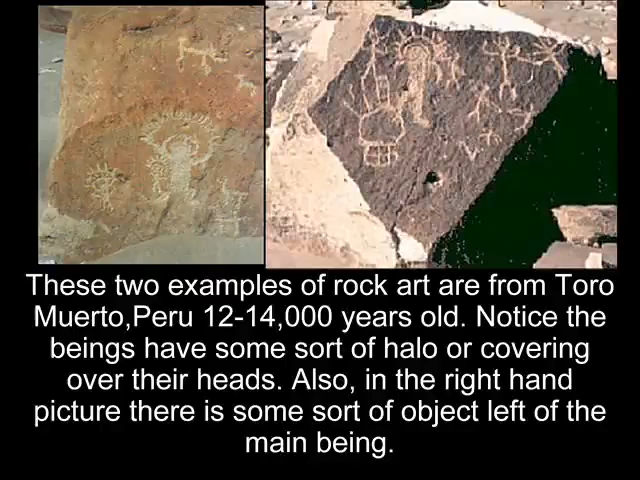 These two examples of rock art are from Toro
Muerto,Peru 12-14,000 years old. Notice the
beings have some sort of halo or covering
over their heads. Also, in the right hand
picture there is some sort of object left of the
main being.